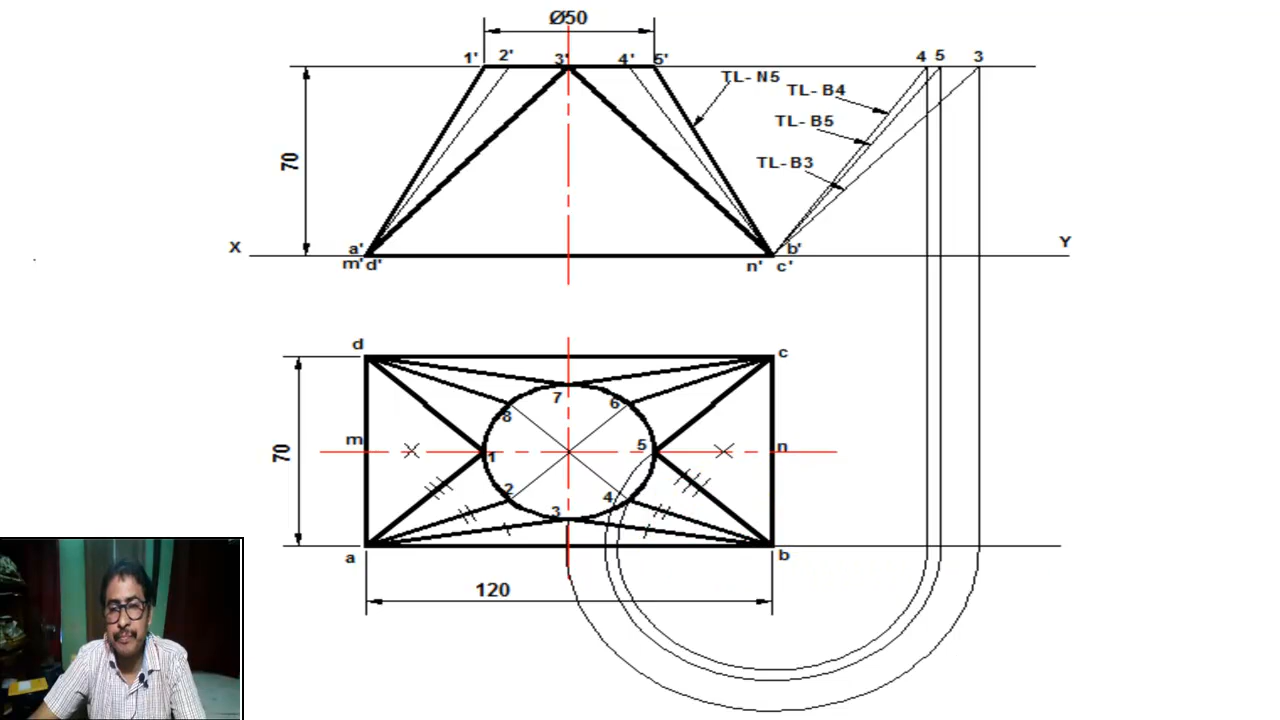 Ø50
1' 2' 3' 4' 5' 4 5 3
TL- N5
TL- B4
TL- B5
TL- B3
70
X Y
a' b'
m' d' n' c'
d c
7
8 6
m 1 5 n
2 4
3
70
a b
120